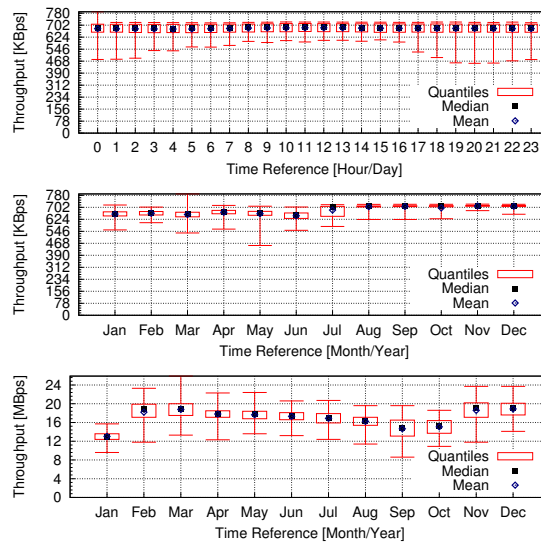 Throughput [KBps]
780
702
624
546
468
390
312
234
156
78
0
Quantiles
Median
Mean
0 1 2 3 4 5 6 7 8 9 10 11 12 13 14 15 16 17 18 19 20 21 22 23
Time Reference [Hour/Day]
Throughput [KBps]
780
702
624
546
468
390
312
234
156
78
0
Quantiles
Median
Mean
Jan Feb Mar Apr May Jun Jul Aug Sep Oct Nov Dec
Time Reference [Month/Year]
Throughput [MBps]
24
20
16
12
8
4
0
Quantiles
Median
Mean
Jan Feb Mar Apr May Jun Jul Aug Sep Oct Nov Dec
Time Reference [Month/Year]